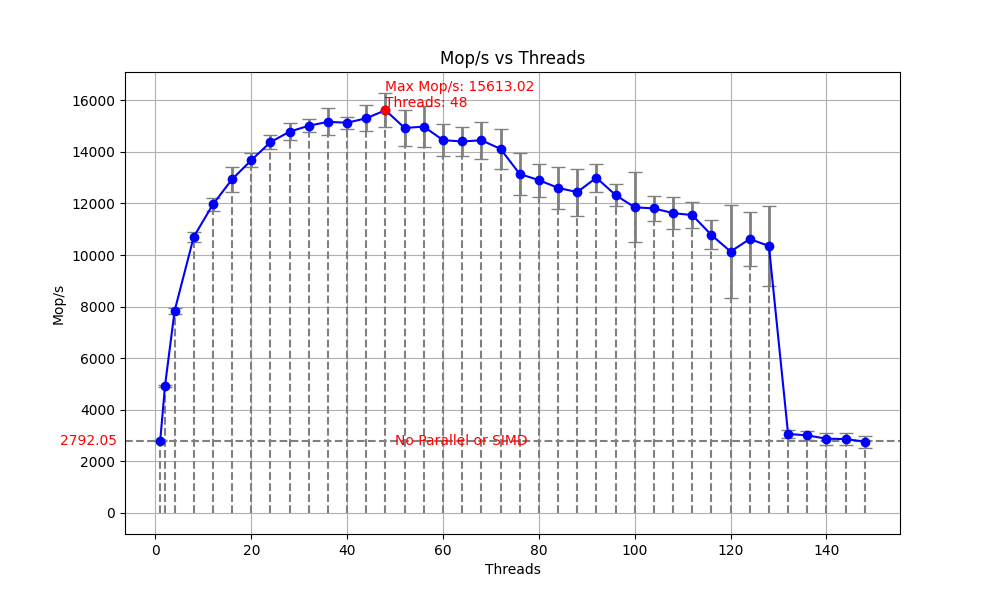 Mop/s vs Threads
Max Mop/s: 15613.02
Threads: 48
16000
14000
12000
10000
8000
6000
4000
2792.05
No Parallel or SIMD
2000
0
Mop/s
0 20 40 60 80 100 120 140
Threads